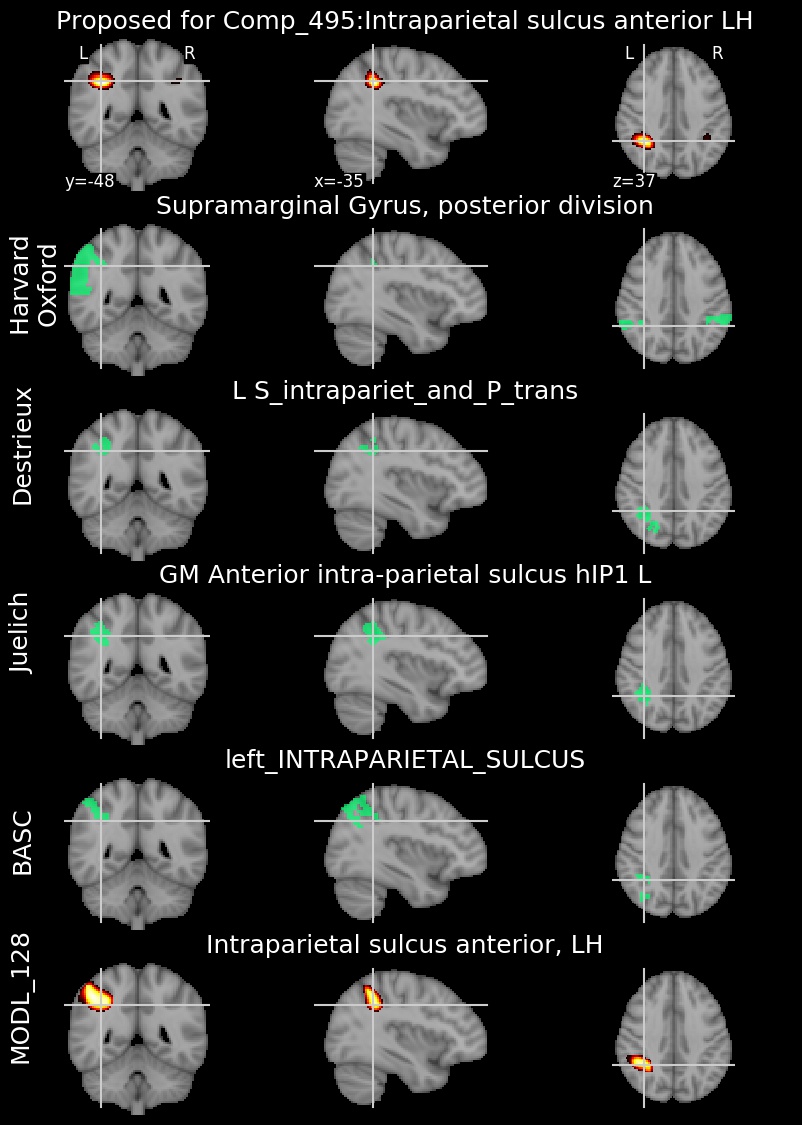 Proposed for Comp_495:Intraparietal sulcus anterior LH
L R
L R
y=-48 x=-35 z=37
Supramarginal Gyrus, posterior division
Harvard
Oxford
L S_intrapariet_and_P_trans
Destrieux
GM Anterior intra-parietal sulcus hIP1 L
Juelich
left_INTRAPARIETAL_SULCUS
BASC
Intraparietal sulcus anterior, LH
MODL_128